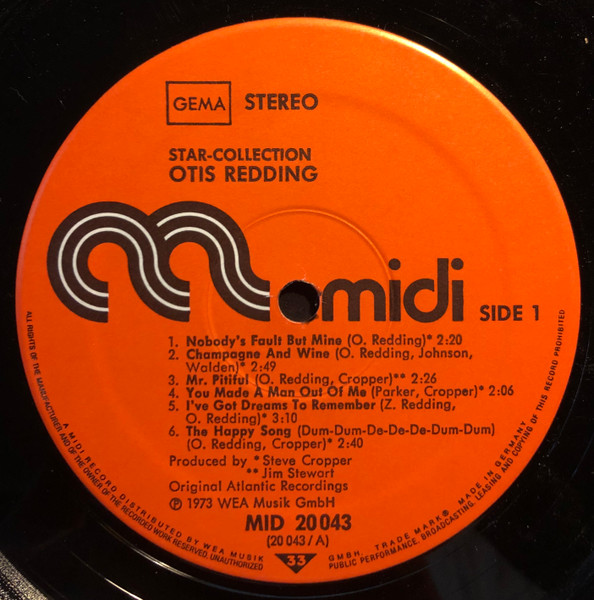 GEMA STEREO
STAR-COLLECTION
OTIS REDDING
midi SIDE 1
1. Nobody's Fault But Mine (O. Redding)* 2:20
2. Champagne And Wine (O. Redding, Johnson,
Walden)* 2:49
3. Mr. Pitiful (O. Redding, Cropper)** 2:26
4. You Made A Man Out Of Me (Parker, Cropper)* 2:06
5. I've Got Dreams To Remember (Z. Redding,
O. Redding)* 3:10
6. The Happy Song (Dum-Dum-De-De-De-Dum-Dum)
(O. Redding, Cropper)* 2:40
Produced by * Steve Cropper
** Jim Stewart
Original Atlantic Recordings
℗ 1973 WEA Musik GmbH
MID 20 043
(20 043 / A)
33
ALL RIGHTS OF THE MANUFACTURER AND OF THE OWNER OF THE RECORDED WORK RESERVED. UNAUTHORIZED PUBLIC PERFORMANCE, BROADCASTING, LEASING AND COPYING OF THIS RECORD PROHIBITED
A MIDI RECORD DISTRIBUTED BY WEA MUSIK GMBH. TRADE MARK® MADE IN GERMANY